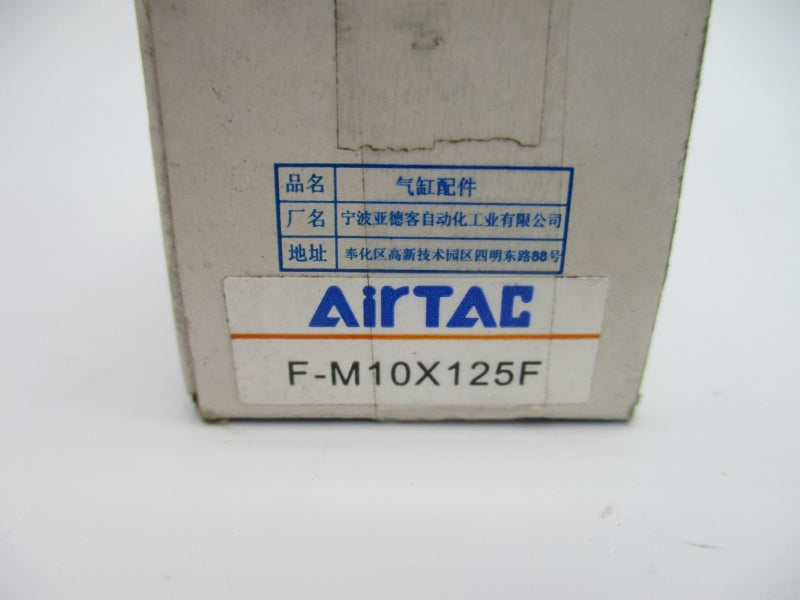 品名 气缸配件
厂名 宁波亚德客自动化工业有限公司
地址 奉化区高新技术园区四明东路88号
AirTAC
F-M10X125F